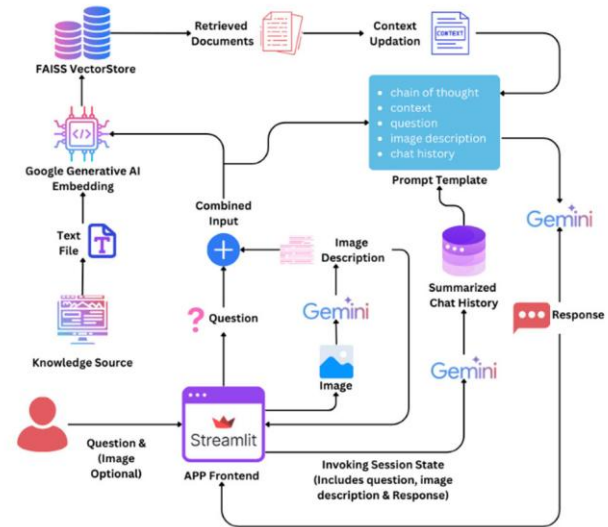 Retrieved
Documents
Context
Updation
CONTEXT
FAISS VectorStore
• chain of thought
• context
• question
• image description
• chat history
</>
Google Generative AI
Embedding
Prompt Template
Combined
Input
Gemini
Text
File
T
Image
Description
Summarized
Chat History
? Question
Gemini
Response
Knowledge Source
Image
Gemini
Streamlit
Question &
(Image
Optional)
APP Frontend
Invoking Session State
(Includes question, image
description & Response)